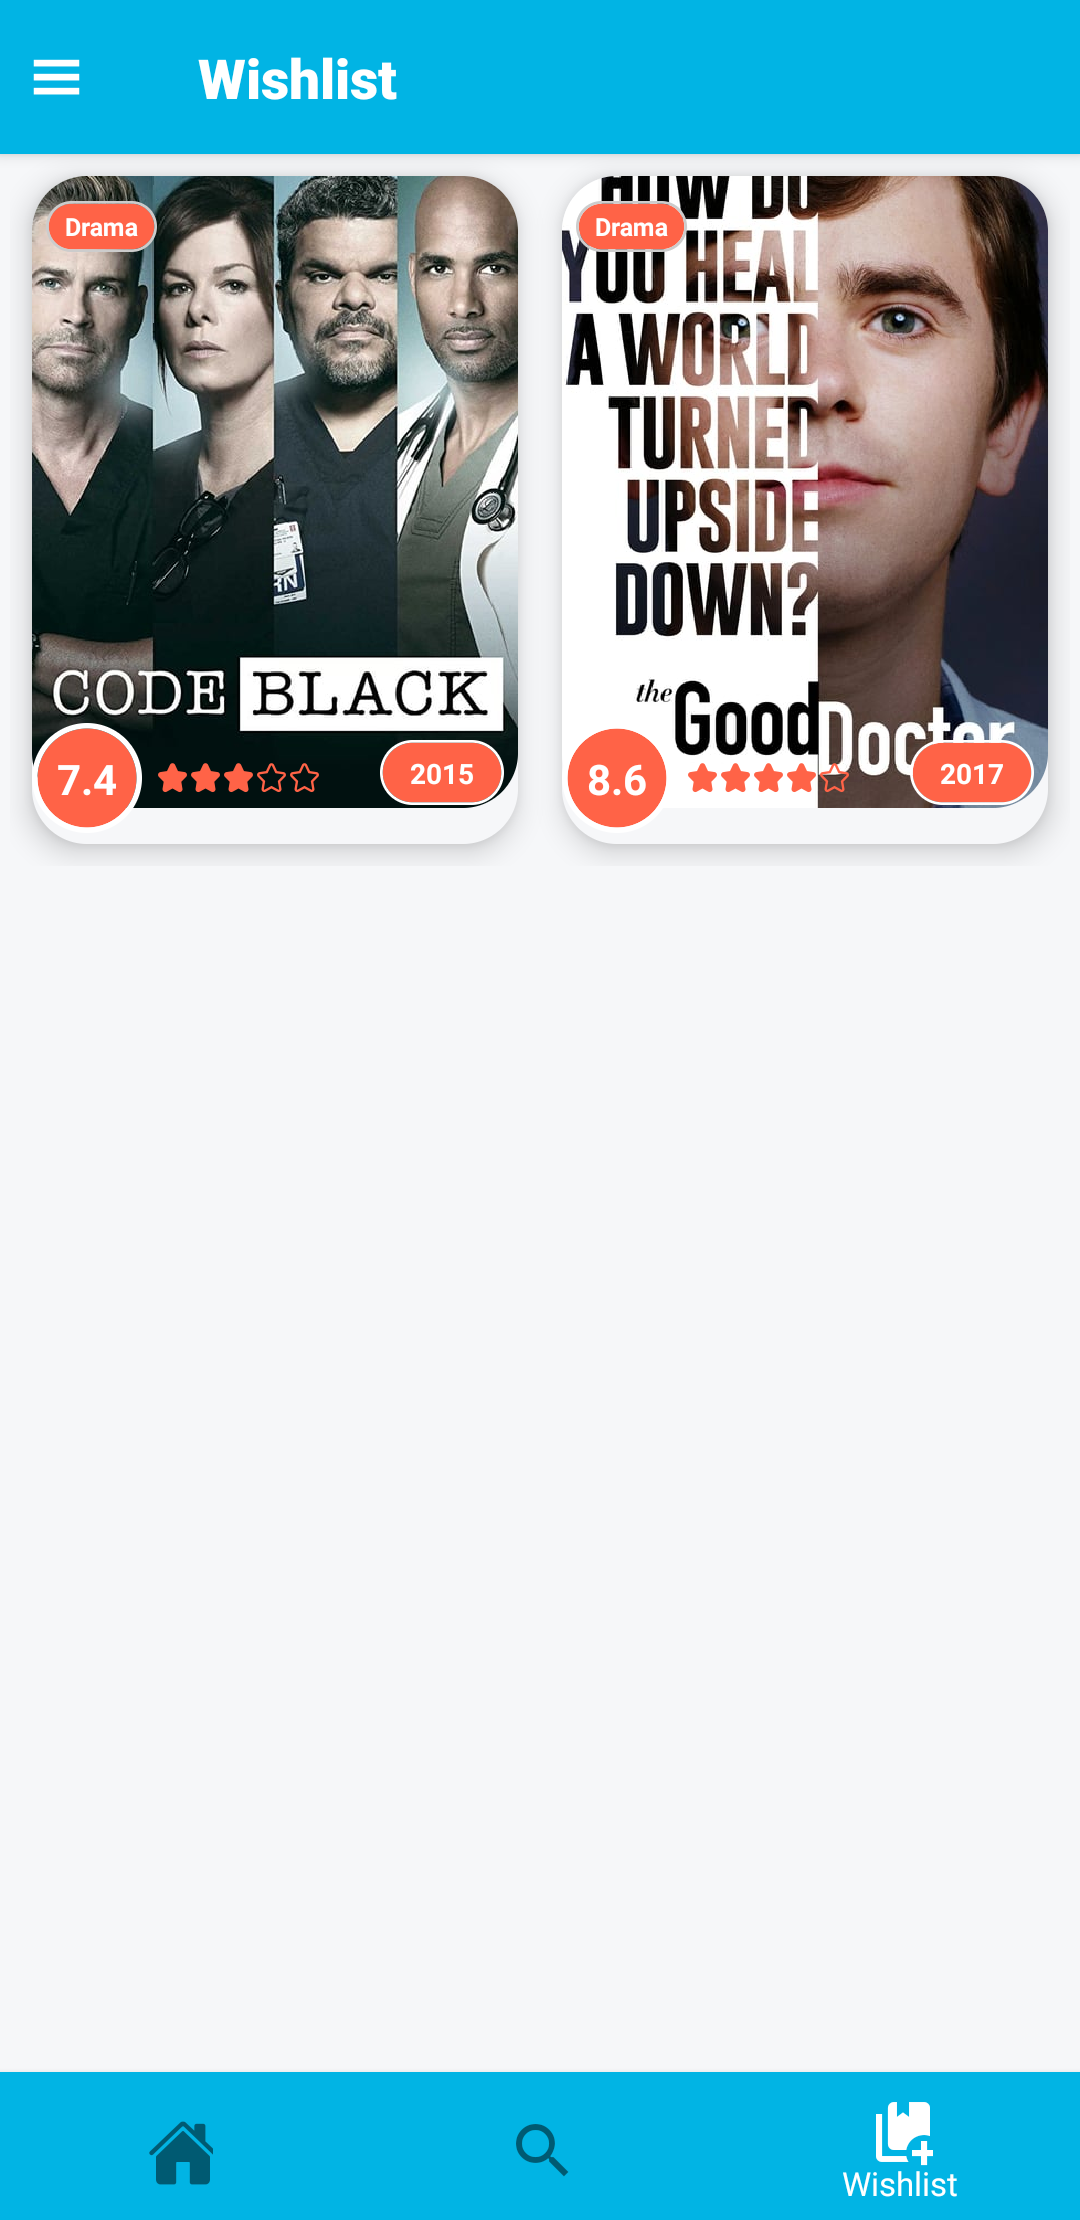 Wishlist
Drama
CODE BLACK
7.4
2015
Drama
HOW DO
YOU HEAL
A WORLD
TURNED
UPSIDE
DOWN?
the Good Doctor
8.6
2017
Wishlist